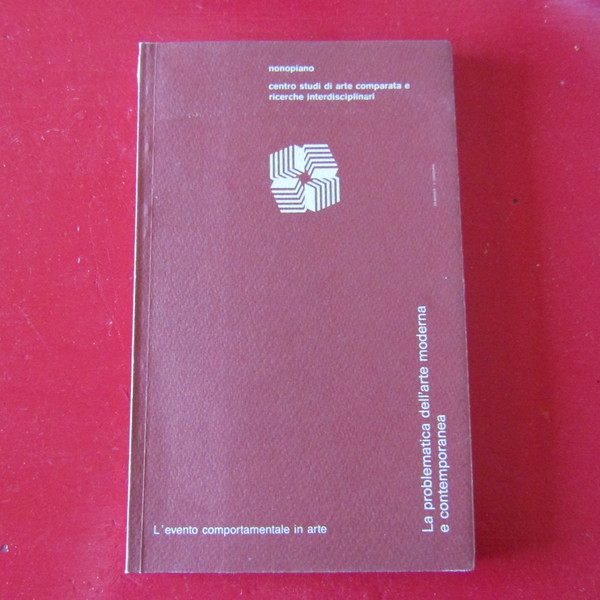 nonopiano
centro studi di arte comparata e
ricerche interdisciplinari
La problematica dell'arte moderna
e contemporanea
L'evento comportamentale in arte